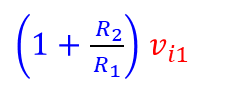 (1 + R₂/R₁) vᵢ₁